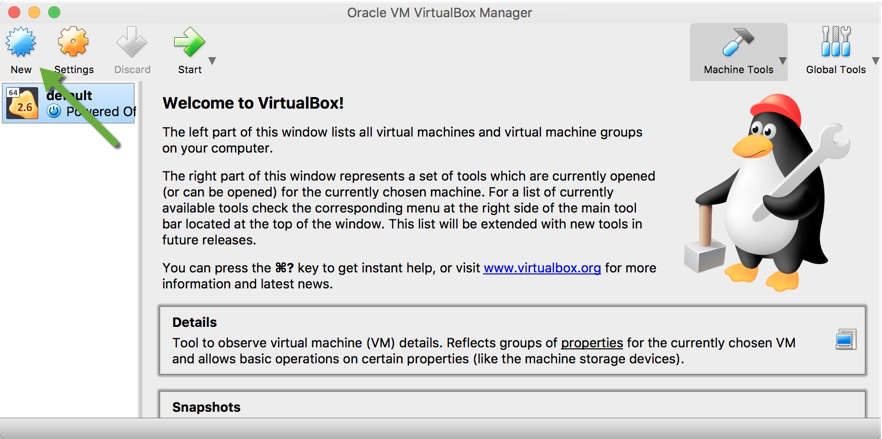 Oracle VM VirtualBox Manager
New Settings Discard Start Machine Tools Global Tools
64
2.6
default
Powered Of
Welcome to VirtualBox!
The left part of this window lists all virtual machines and virtual machine groups
on your computer.
The right part of this window represents a set of tools which are currently opened
(or can be opened) for the currently chosen machine. For a list of currently
available tools check the corresponding menu at the right side of the main tool
bar located at the top of the window. This list will be extended with new tools in
future releases.
You can press the ⌘? key to get instant help, or visit www.virtualbox.org for more
information and latest news.
Details
Tool to observe virtual machine (VM) details. Reflects groups of properties for the currently chosen VM
and allows basic operations on certain properties (like the machine storage devices).
Snapshots